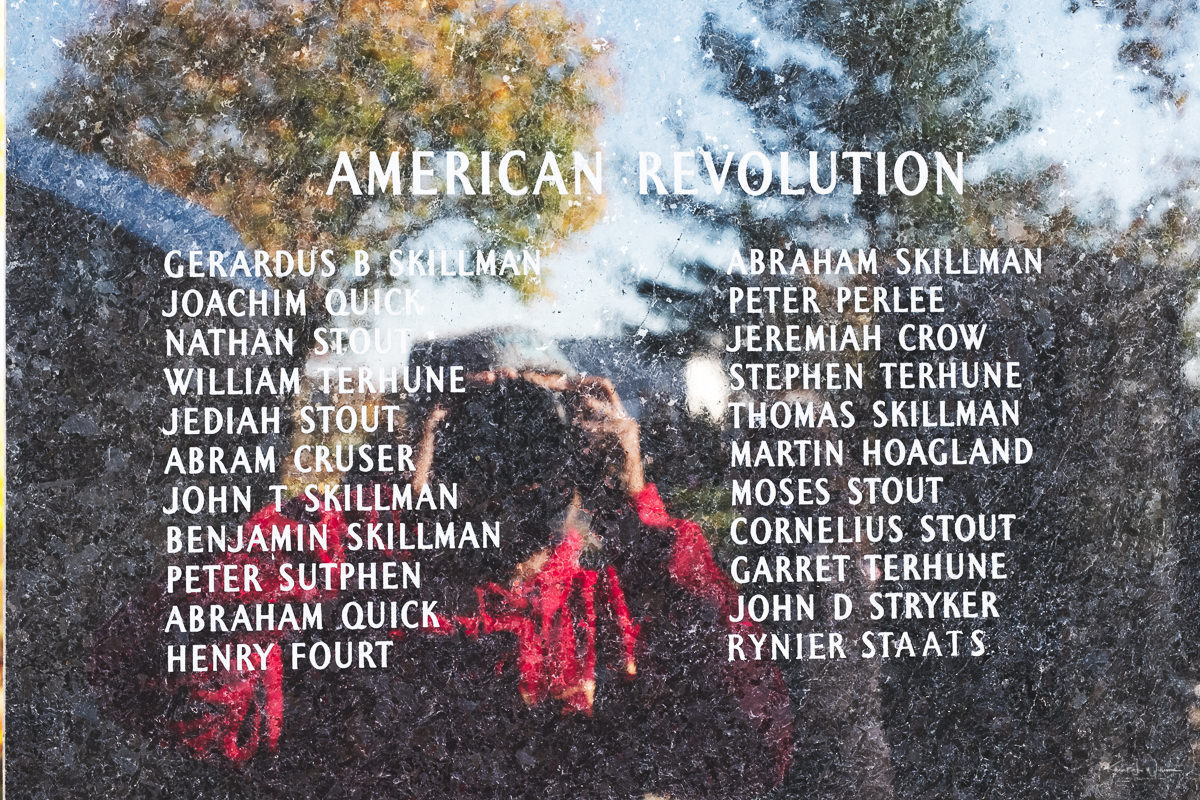 AMERICAN REVOLUTION
GERARDUS B SKILLMAN
JOACHIM QUICK
NATHAN STOUT
WILLIAM TERHUNE
JEDIAH STOUT
ABRAM CRUSER
JOHN T SKILLMAN
BENJAMIN SKILLMAN
PETER SUTPHEN
ABRAHAM QUICK
HENRY FOURT
ABRAHAM SKILLMAN
PETER PERLEE
JEREMIAH CROW
STEPHEN TERHUNE
THOMAS SKILLMAN
MARTIN HOAGLAND
MOSES STOUT
CORNELIUS STOUT
GARRET TERHUNE
JOHN D STRYKER
RYNIER STAATS